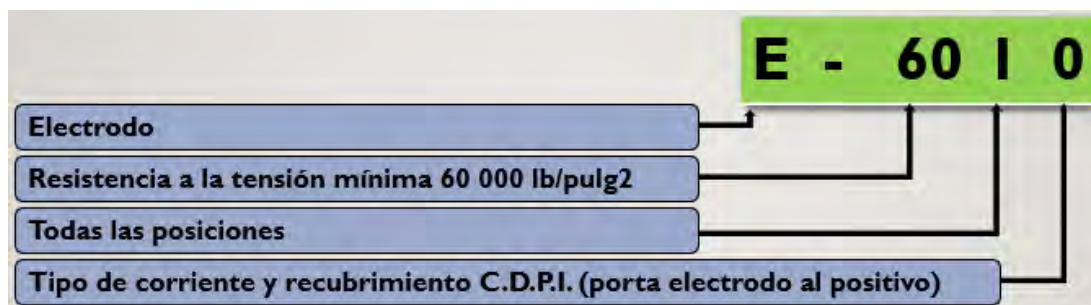 E - 60 1 0
Electrodo
Resistencia a la tensión mínima 60 000 lb/pulg2
Todas las posiciones
Tipo de corriente y recubrimiento C.D.P.I. (porta electrodo al positivo)